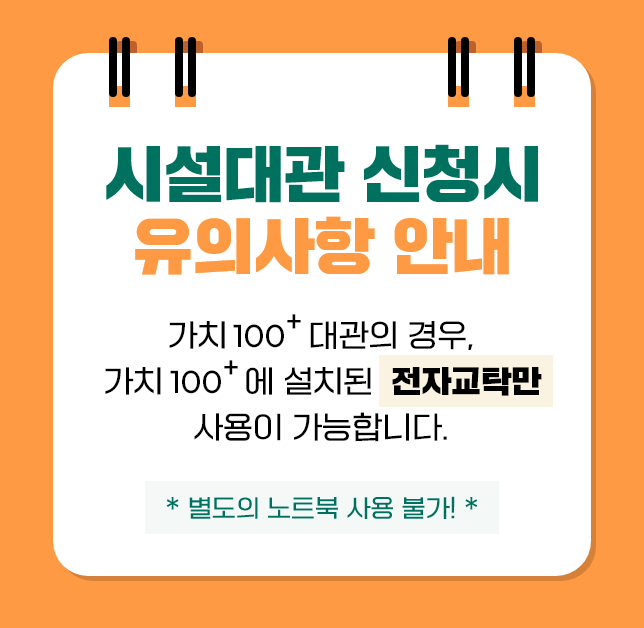 시설대관 신청시
유의사항 안내
가치 100+ 대관의 경우,
가치 100+ 에 설치된 전자교탁만
사용이 가능합니다.
* 별도의 노트북 사용 불가! *